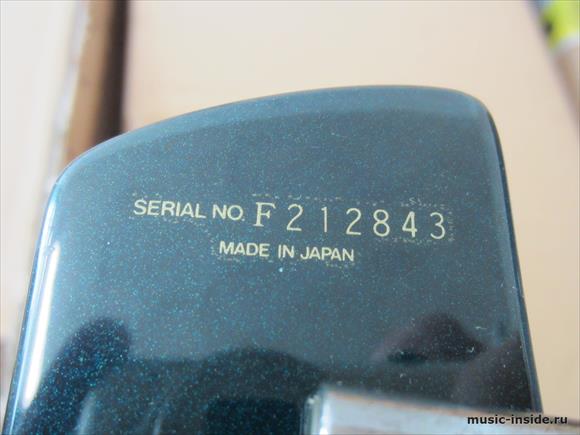 SERIAL NO. F212843
MADE IN JAPAN
music-inside.ru